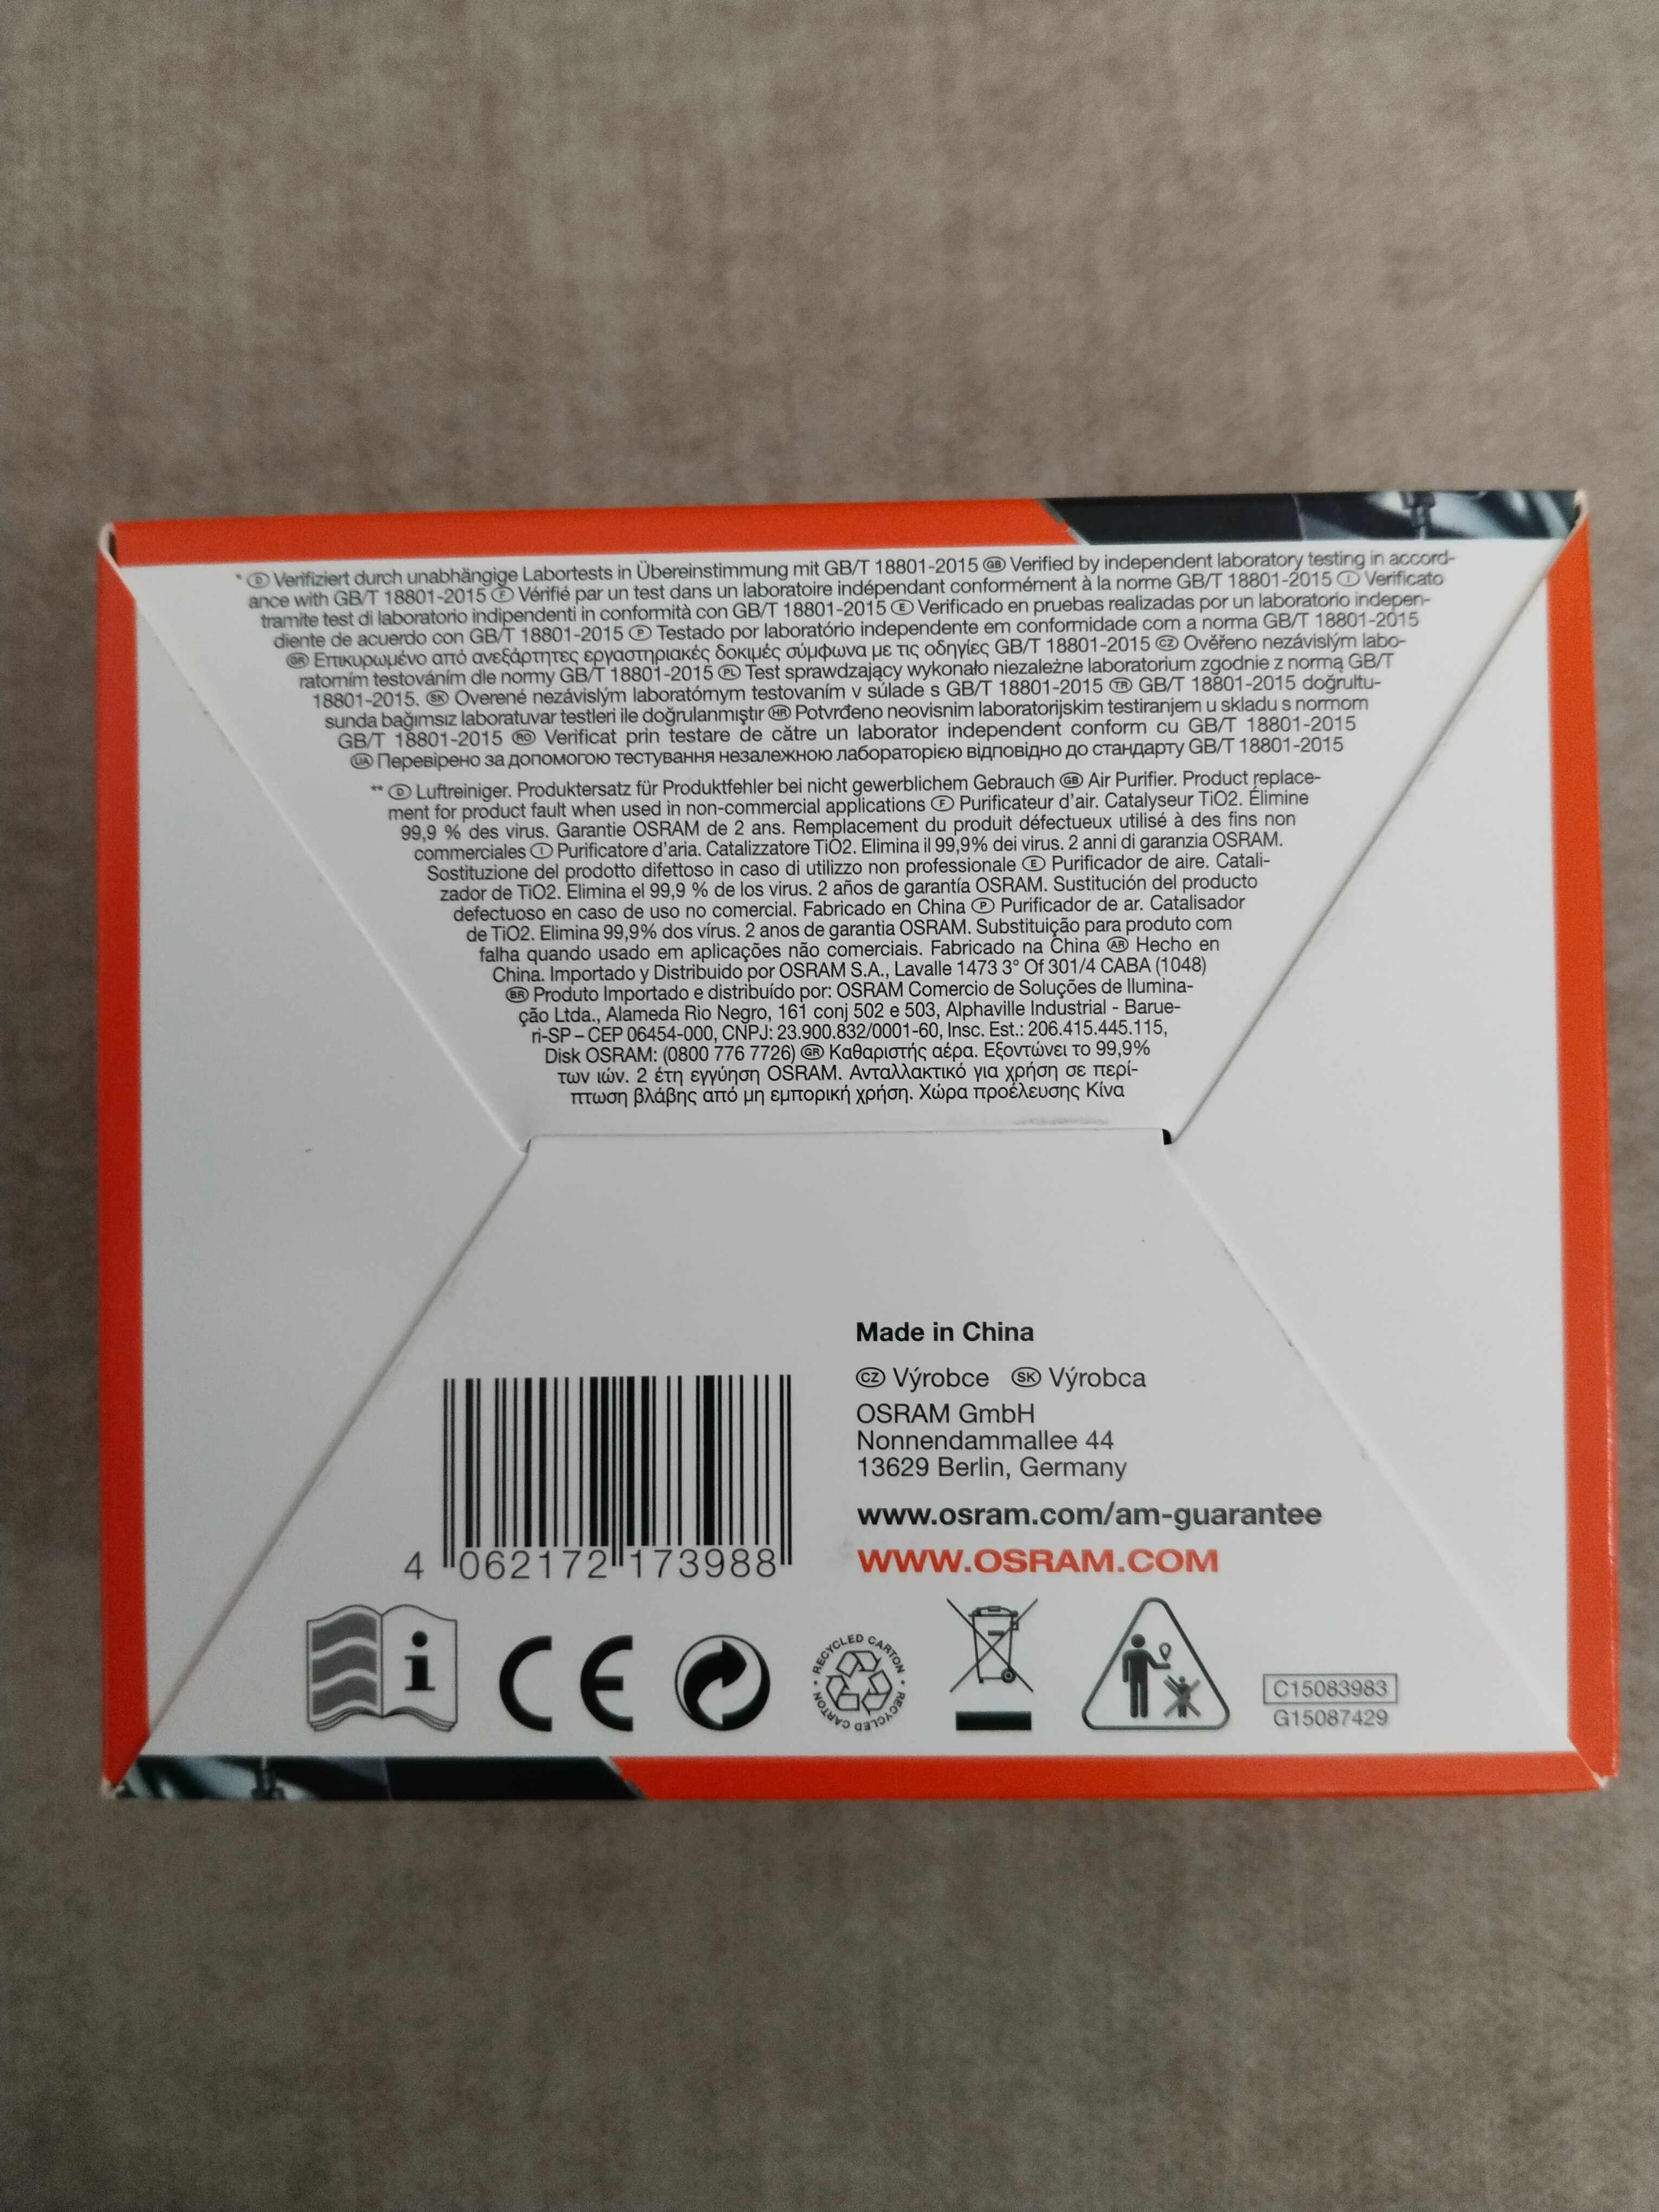 * Ⓓ Verifiziert durch unabhängige Labortests in Übereinstimmung mit GB/T 18801-2015 GB Verified by independent laboratory testing in accord-
ance with GB/T 18801-2015 Ⓕ Vérifié par un test dans un laboratoire indépendant conformément à la norme GB/T 18801-2015 Ⓘ Verificato
tramite test di laboratorio indipendenti in conformità con GB/T 18801-2015 Ⓔ Verificado en pruebas realizadas por un laboratorio indepen-
diente de acuerdo con GB/T 18801-2015 Ⓟ Testado por laboratório independente em conformidade com a norma GB/T 18801-2015
GR Επικυρωμένο από ανεξάρτητες εργαστηριακές δοκιμές σύμφωνα με τις οδηγίες GB/T 18801-2015 CZ Ověřeno nezávislým labo-
ratorním testováním dle normy GB/T 18801-2015 PL Test sprawdzający wykonało niezależne laboratorium zgodnie z normą GB/T
18801-2015. SK Overené nezávislým laboratórnym testovaním v súlade s GB/T 18801-2015 TR GB/T 18801-2015 doğrultu-
sunda bağımsız laboratuvar testleri ile doğrulanmıştır HR Potvrđeno neovisnim laboratorijskim testiranjem u skladu s normom
GB/T 18801-2015 RO Verificat prin testare de către un laborator independent conform cu GB/T 18801-2015
UA Перевірено за допомогою тестування незалежною лабораторією відповідно до стандарту GB/T 18801-2015
** Ⓓ Luftreiniger. Produktersatz für Produktfehler bei nicht gewerblichem Gebrauch GB Air Purifier. Product replace-
ment for product fault when used in non-commercial applications Ⓕ Purificateur d'air. Catalyseur TiO2. Élimine
99,9 % des virus. Garantie OSRAM de 2 ans. Remplacement du produit défectueux utilisé à des fins non
commerciales Ⓘ Purificatore d'aria. Catalizzatore TiO2. Elimina il 99,9% dei virus. 2 anni di garanzia OSRAM.
Sostituzione del prodotto difettoso in caso di utilizzo non professionale Ⓔ Purificador de aire. Catali-
zador de TiO2. Elimina el 99,9 % de los virus. 2 años de garantía OSRAM. Sustitución del producto
defectuoso en caso de uso no comercial. Fabricado en China Ⓟ Purificador de ar. Catalisador
de TiO2. Elimina 99,9% dos vírus. 2 anos de garantia OSRAM. Substituição para produto com
falha quando usado em aplicações não comerciais. Fabricado na China AR Hecho en
China. Importado y Distribuido por OSRAM S.A., Lavalle 1473 3° Of 301/4 CABA (1048)
BR Produto Importado e distribuído por: OSRAM Comercio de Soluções de Ilumina-
ção Ltda., Alameda Rio Negro, 161 conj 502 e 503, Alphaville Industrial - Barue-
ri-SP – CEP 06454-000, CNPJ: 23.900.832/0001-60, Insc. Est.: 206.415.445.115,
Disk OSRAM: (0800 776 7726) GR Καθαριστής αέρα. Εξοντώνει το 99,9%
των ιών. 2 έτη εγγύηση OSRAM. Ανταλλακτικό για χρήση σε περί-
πτωση βλάβης από μη εμπορική χρήση. Χώρα προέλευσης Κίνα
Made in China
CZ Výrobce SK Výrobca
OSRAM GmbH
Nonnendammallee 44
13629 Berlin, Germany
www.osram.com/am-guarantee
WWW.OSRAM.COM
4 062172 173988
i
CE
RECYCLED CARTON • RECYCLED CARTON •
C15083983
G15087429